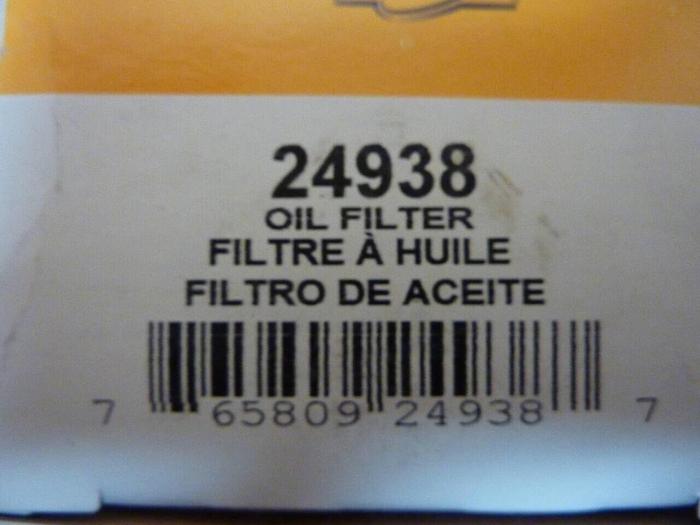 24938
OIL FILTER
FILTRE À HUILE
FILTRO DE ACEITE
7 65809 24938 7